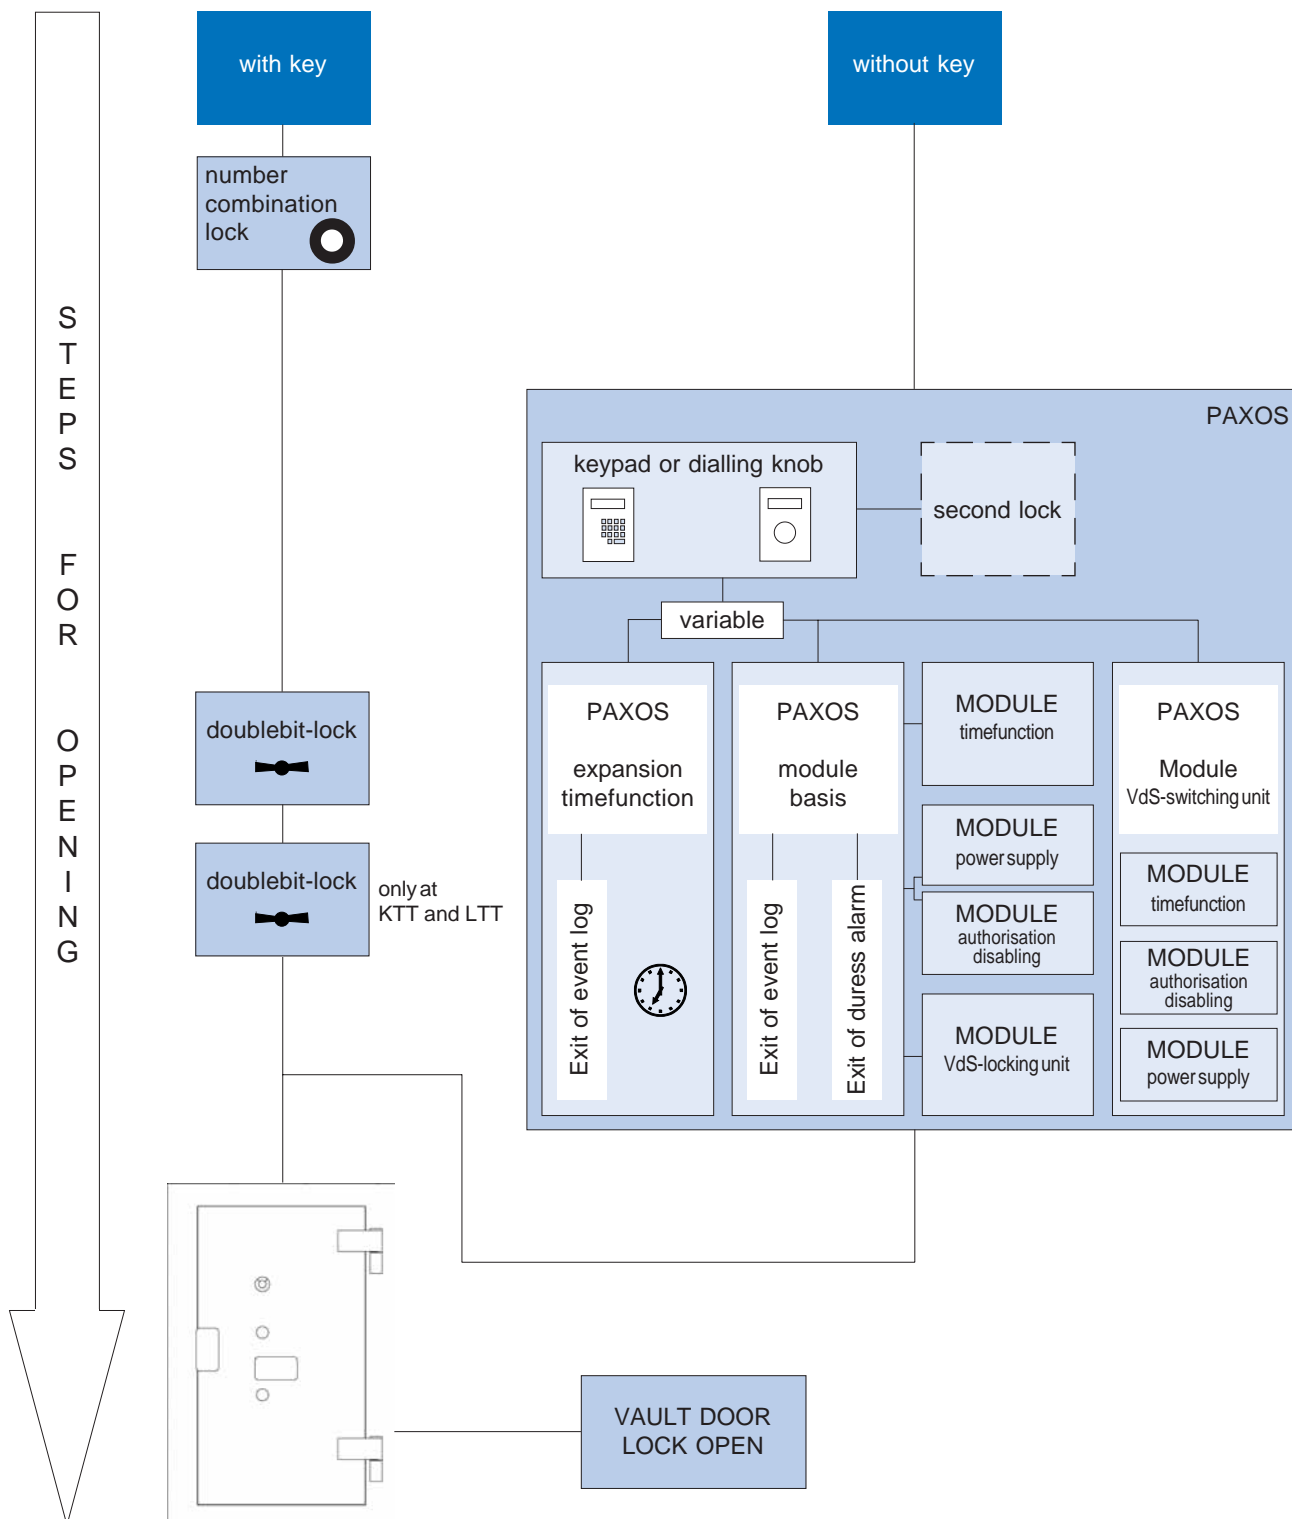 with key
without key
number
combination
lock
STEPS FOR OPENING
PAXOS
keypad or dialling knob
second lock
variable
doublebit-lock
doublebit-lock
only at
KTT and LTT
PAXOS
expansion
timefunction
Exit of event log
PAXOS
module
basis
Exit of event log
Exit of duress alarm
MODULE
timefunction
MODULE
power supply
MODULE
authorisation
disabling
MODULE
VdS-locking unit
PAXOS
Module
VdS-switching unit
MODULE
timefunction
MODULE
authorisation
disabling
MODULE
power supply
VAULT DOOR
LOCK OPEN